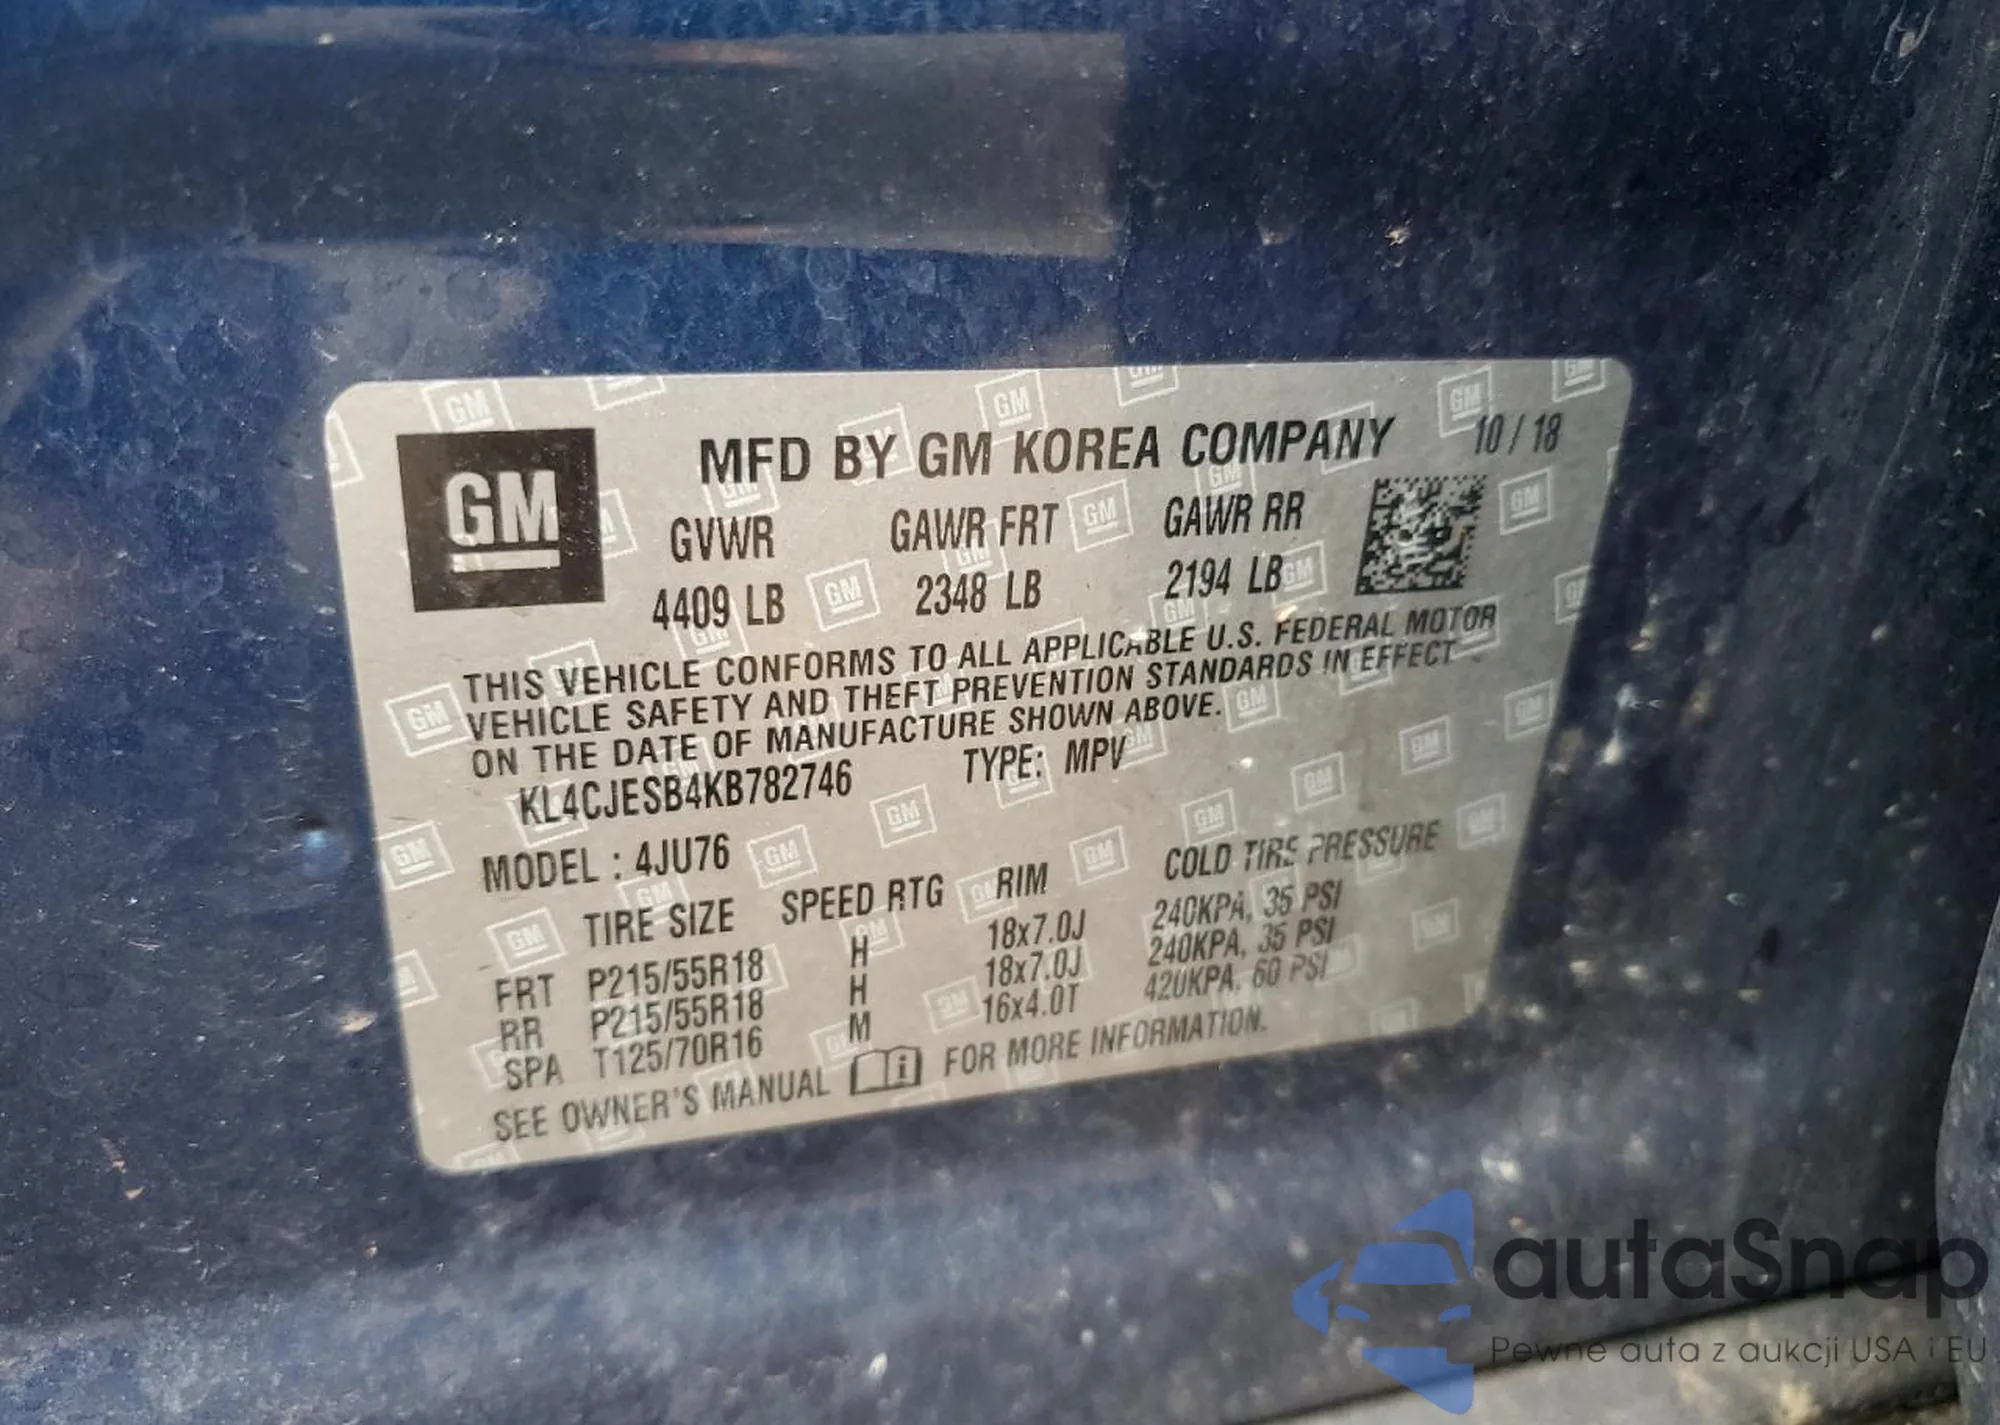 GM
MFD BY GM KOREA COMPANY 10/18
GVWR GAWR FRT GAWR RR
4409 LB 2348 LB 2194 LB
THIS VEHICLE CONFORMS TO ALL APPLICABLE U.S. FEDERAL MOTOR
VEHICLE SAFETY AND THEFT PREVENTION STANDARDS IN EFFECT
ON THE DATE OF MANUFACTURE SHOWN ABOVE.
KL4CJESB4KB782746 TYPE: MPV
MODEL : 4JU76
TIRE SIZE SPEED RTG RIM COLD TIRE PRESSURE
FRT P215/55R18 H 18x7.0J 240KPA, 35 PSI
RR P215/55R18 H 18x7.0J 240KPA, 35 PSI
SPA T125/70R16 M 16x4.0T 420KPA, 60 PSI
SEE OWNER'S MANUAL i FOR MORE INFORMATION.
autaSnap
Pewne auta z aukcji USA i EU